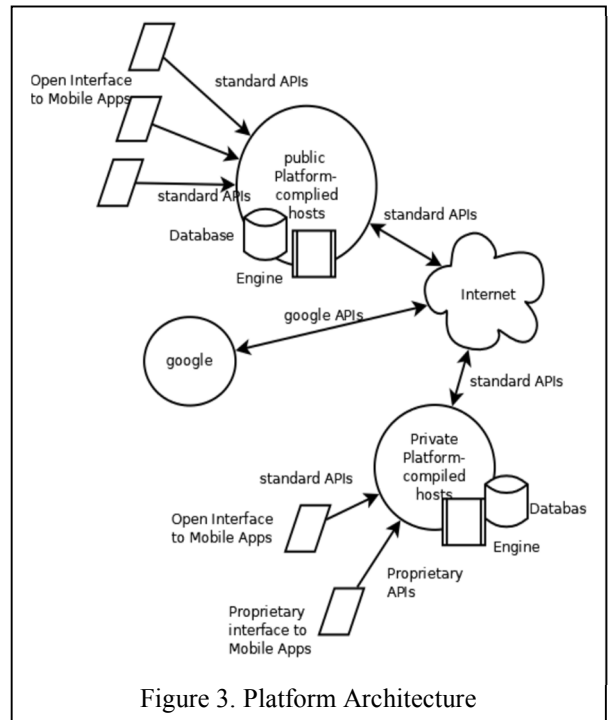 standard APIs
Open Interface
to Mobile Apps
public
Platform-
complied
hosts
standard APIs
standard APIs
Database
Engine
Internet
google APIs
google
standard APIs
Private
Platform-
compiled
hosts
standard APIs
Databas
Open Interface
to Mobile Apps
Engine
Proprietary
APIs
Proprietary
interface to
Mobile Apps
Figure 3. Platform Architecture